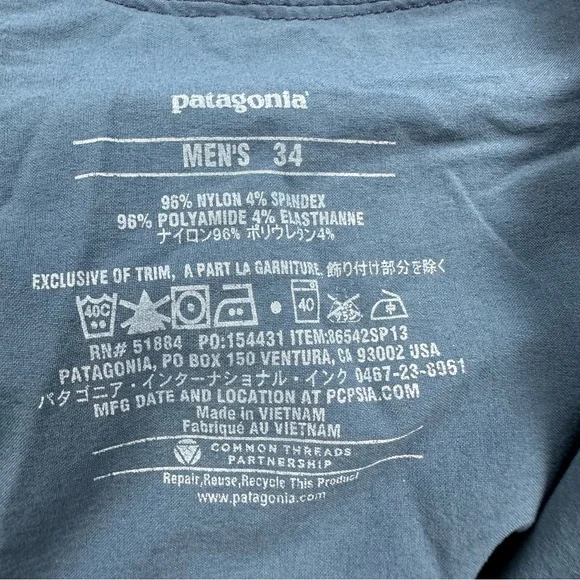 patagonia®
MEN'S 34
96% NYLON 4% SPANDEX
96% POLYAMIDE 4% ELASTHANNE
ナイロン96% ポリウレタン4%
EXCLUSIVE OF TRIM, A PART LA GARNITURE, 飾り付け部分を除く
40C 40
RN# 51884 PO:154431 ITEM:86542SP13
PATAGONIA, PO BOX 150 VENTURA, CA 93002 USA
パタゴニア・インターナショナル・インク 0467-23-8961
MFG DATE AND LOCATION AT PCPSIA.COM
Made in VIETNAM
Fabriqué AU VIETNAM
COMMON THREADS
PARTNERSHIP
Repair,Reuse,Recycle This Product
www.patagonia.com